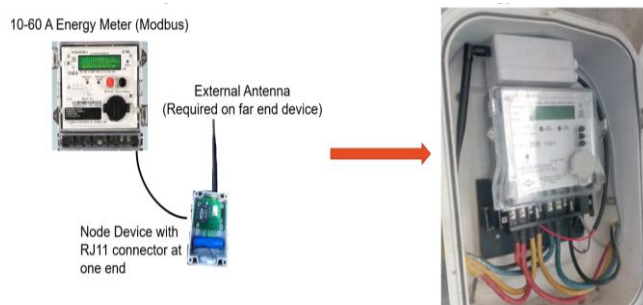 10-60 A Energy Meter (Modbus)
External Antenna
(Required on far end device)
Node Device with
RJ11 connector at
one end